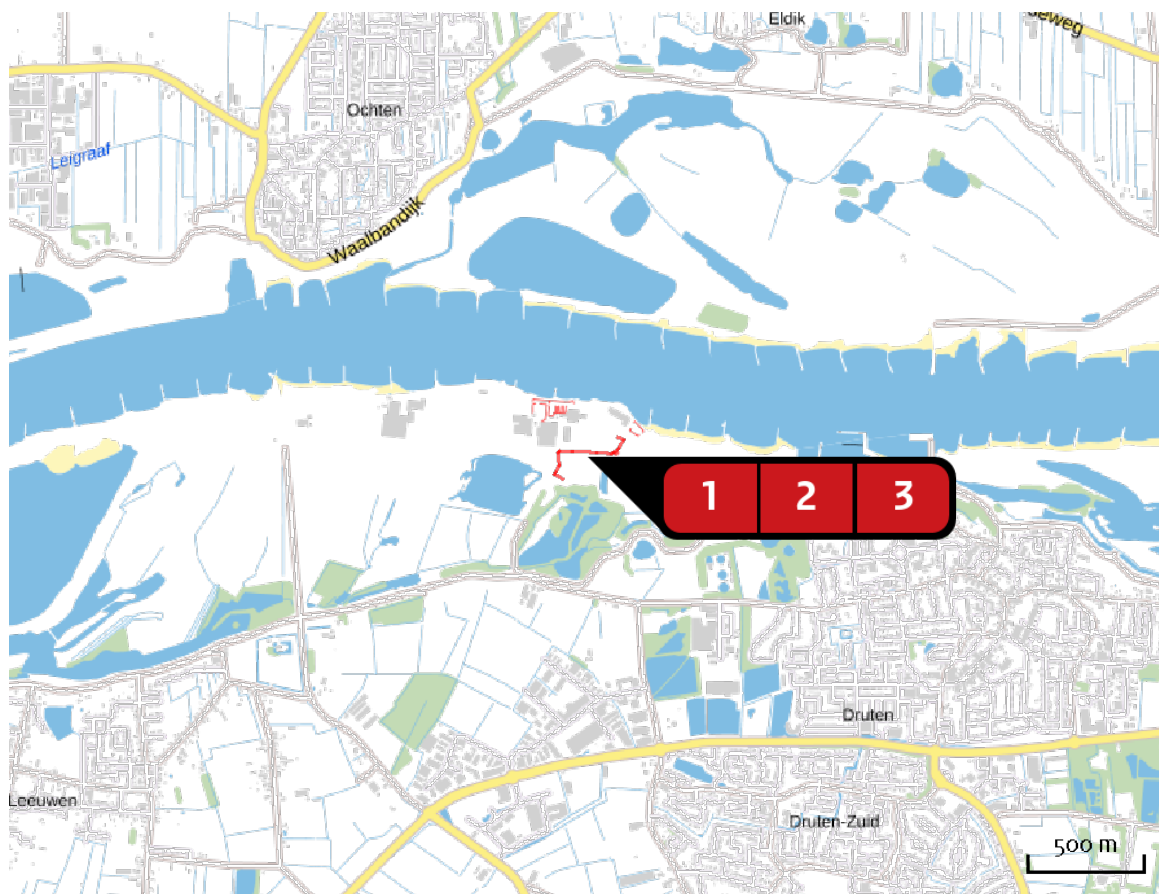 Eldik
deweg
Ochten
Leigraaf
Waalbandijk
1 2 3
Druten
Leeuwen
Druten-Zuid
500 m